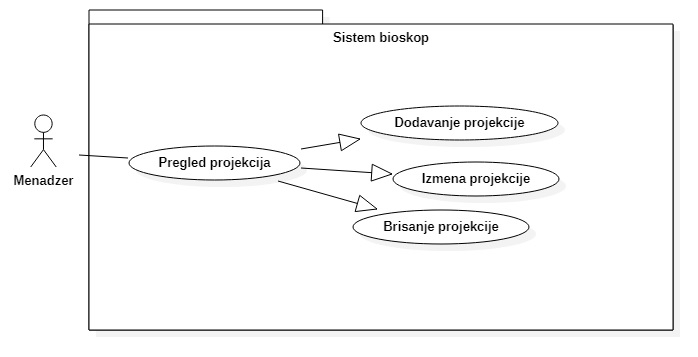 Sistem bioskop
Dodavanje projekcije
Pregled projekcija
Izmena projekcije
Menadzer
Brisanje projekcije